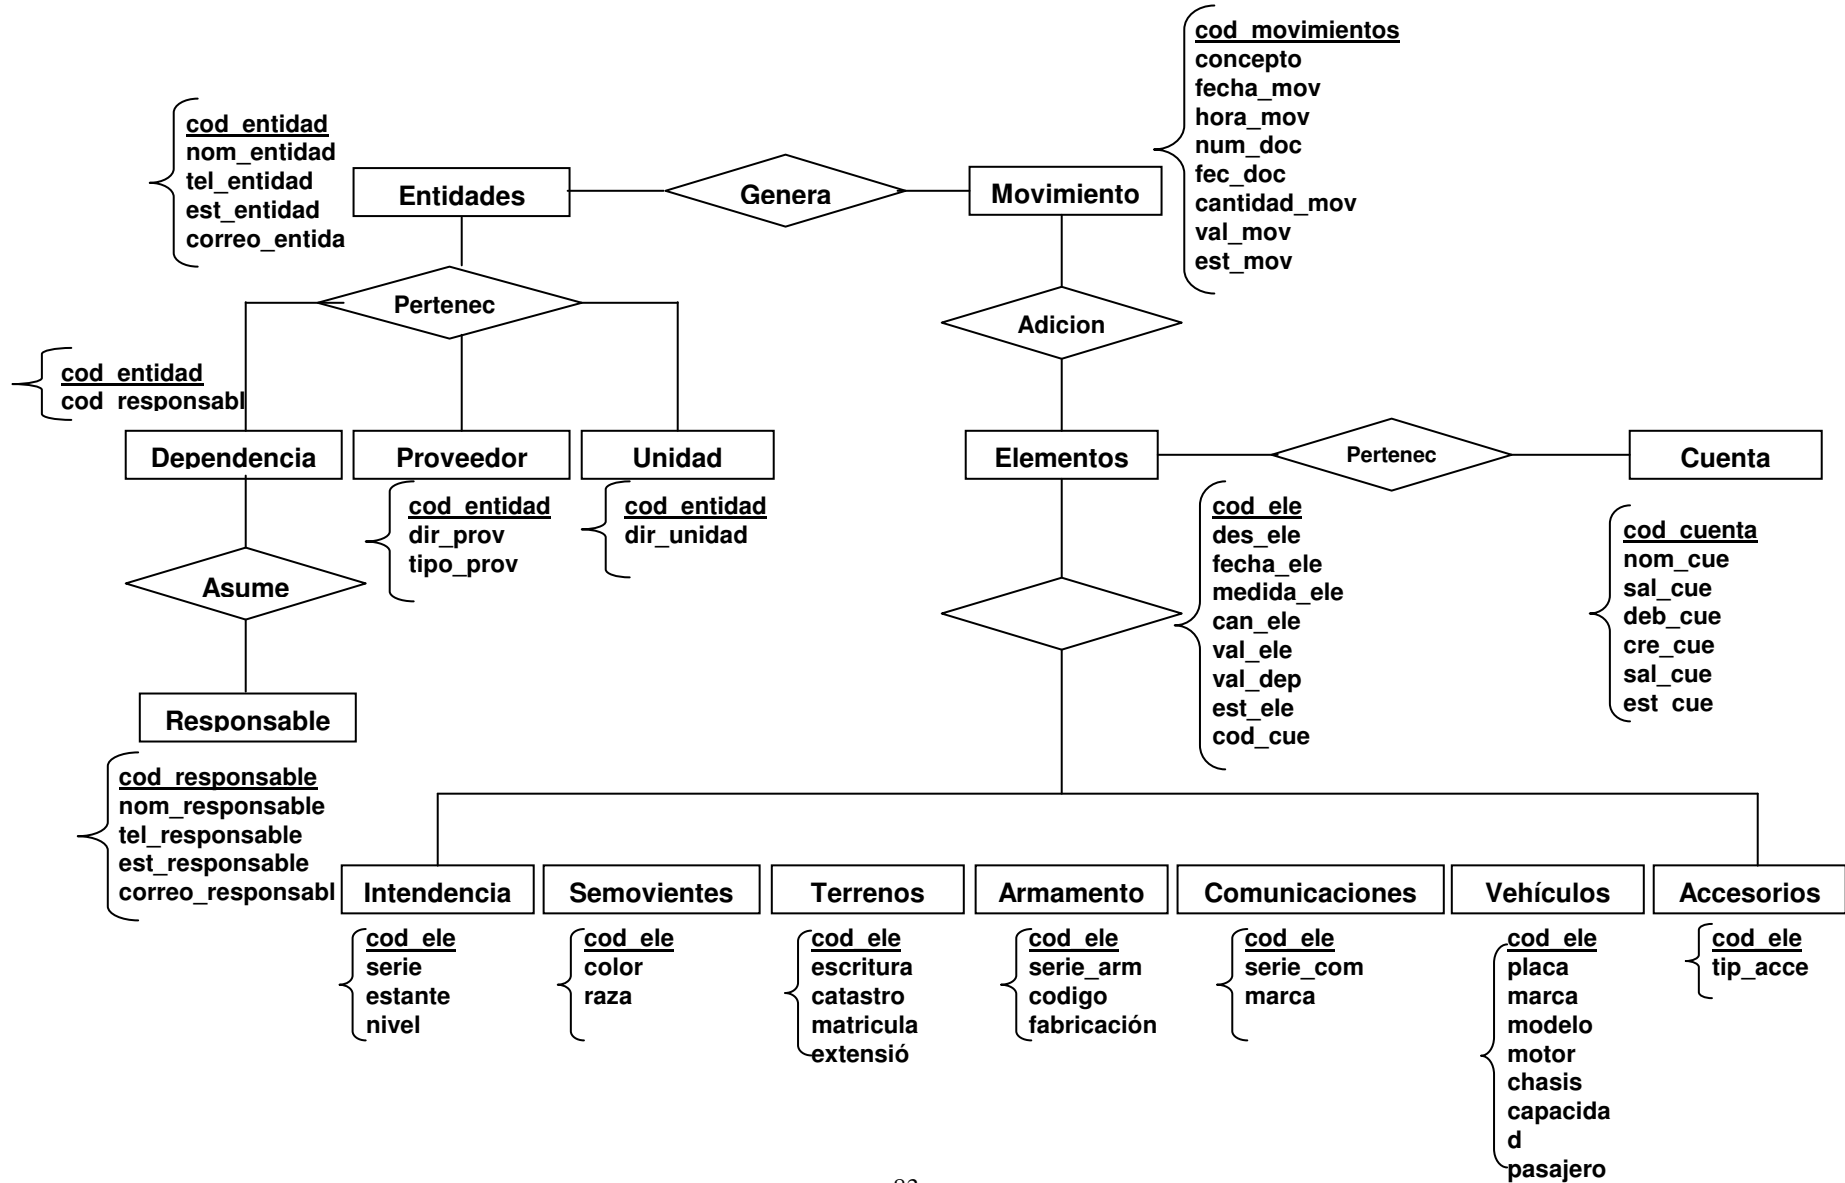 cod_movimientos
concepto
fecha_mov
hora_mov
num_doc
fec_doc
cantidad_mov
val_mov
est_mov
cod_entidad
nom_entidad
tel_entidad
est_entidad
correo_entida
Entidades
Genera
Movimiento
Pertenec
Adicion
cod_entidad
cod_responsabl
Dependencia
Proveedor
Unidad
Elementos
Pertenec
Cuenta
cod_entidad
dir_prov
tipo_prov
cod_entidad
dir_unidad
cod_ele
des_ele
fecha_ele
medida_ele
can_ele
val_ele
val_dep
est_ele
cod_cue
cod_cuenta
nom_cue
sal_cue
deb_cue
cre_cue
sal_cue
est_cue
Asume
Responsable
cod_responsable
nom_responsable
tel_responsable
est_responsable
correo_responsabl
Intendencia
Semovientes
Terrenos
Armamento
Comunicaciones
Vehículos
Accesorios
cod_ele
serie
estante
nivel
cod_ele
color
raza
cod_ele
escritura
catastro
matricula
extensió
cod_ele
serie_arm
codigo
fabricación
cod_ele
serie_com
marca
cod_ele
placa
marca
modelo
motor
chasis
capacida
d
pasajero
cod_ele
tip_acce